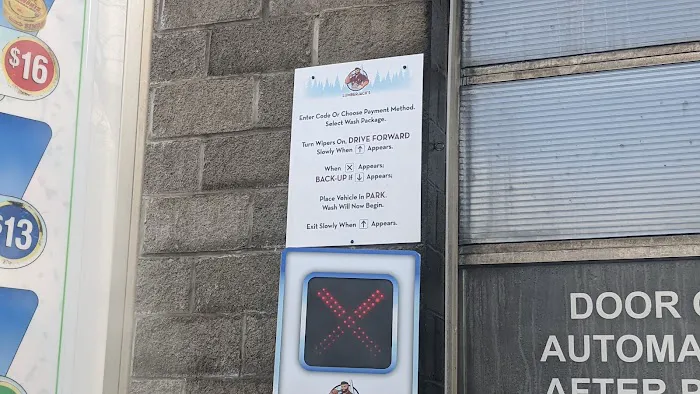 $16
$13
LUMBERJACK'S
Enter Code Or Choose Payment Method.
Select Wash Package.
Turn Wipers On, DRIVE FORWARD
Slowly When ↑ Appears.
When X Appears;
BACK-UP If ↓ Appears;
Place Vehicle In PARK.
Wash Will Now Begin.
Exit Slowly When ↑ Appears.
X
DOOR
AUTOMA
AFTER